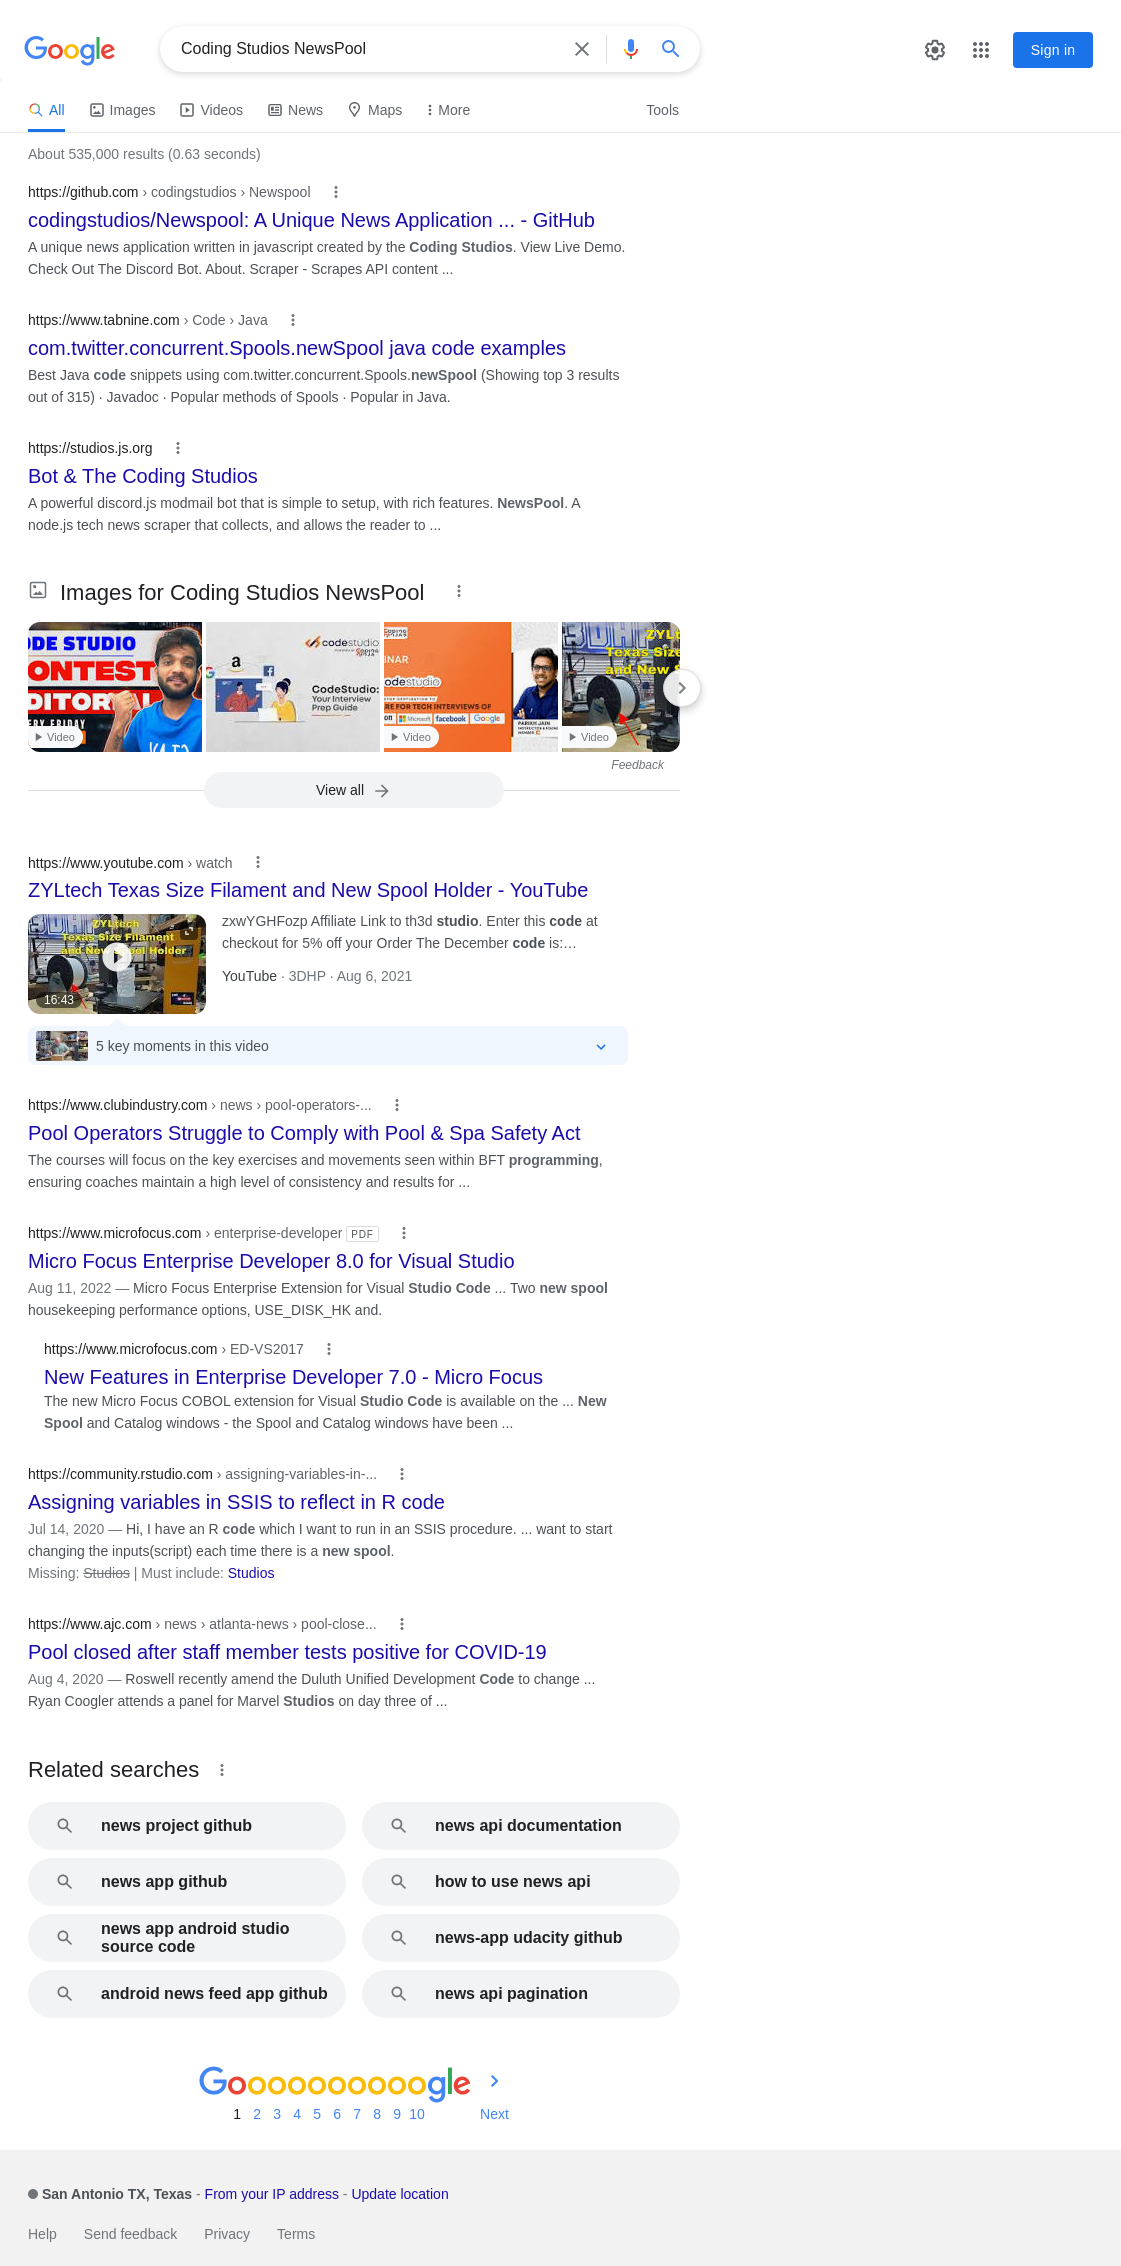 Google
Coding Studios NewsPool
Sign in
All
Images
Videos
News
Maps
More
Tools
About 535,000 results (0.63 seconds)
https://github.com › codingstudios › Newspool
codingstudios/Newspool: A Unique News Application ... - GitHub
A unique news application written in javascript created by the Coding Studios. View Live Demo.
Check Out The Discord Bot. About. Scraper - Scrapes API content ...
https://www.tabnine.com › Code › Java
com.twitter.concurrent.Spools.newSpool java code examples
Best Java code snippets using com.twitter.concurrent.Spools.newSpool (Showing top 3 results
out of 315) · Javadoc · Popular methods of Spools · Popular in Java.
https://studios.js.org
Bot & The Coding Studios
A powerful discord.js modmail bot that is simple to setup, with rich features. NewsPool. A
node.js tech news scraper that collects, and allows the reader to ...
Images for Coding Studios NewsPool
ODE STUDIO
ONTEST
DITORIAL
ERY FRIDAY
Video
codestudio
amazon
CodeStudio:
Your Interview
Prep Guide
INAR
odestudio
RE FOR TECH INTERVIEWS OF
Microsoft
facebook
Google
PARIKH JAIN
Video
3DHP
ZYLt
Texas Size
and New S
Video
Feedback
View all
https://www.youtube.com › watch
ZYLtech Texas Size Filament and New Spool Holder - YouTube
ZYLtech
Texas Size Filament
and New Spool Holder
16:43
zxwYGHFozp Affiliate Link to th3d studio. Enter this code at
checkout for 5% off your Order The December code is:…
YouTube · 3DHP · Aug 6, 2021
5 key moments in this video
https://www.clubindustry.com › news › pool-operators-...
Pool Operators Struggle to Comply with Pool & Spa Safety Act
The courses will focus on the key exercises and movements seen within BFT programming,
ensuring coaches maintain a high level of consistency and results for ...
https://www.microfocus.com › enterprise-developer PDF
Micro Focus Enterprise Developer 8.0 for Visual Studio
Aug 11, 2022 — Micro Focus Enterprise Extension for Visual Studio Code ... Two new spool
housekeeping performance options, USE_DISK_HK and.
https://www.microfocus.com › ED-VS2017
New Features in Enterprise Developer 7.0 - Micro Focus
The new Micro Focus COBOL extension for Visual Studio Code is available on the ... New
Spool and Catalog windows - the Spool and Catalog windows have been ...
https://community.rstudio.com › assigning-variables-in-...
Assigning variables in SSIS to reflect in R code
Jul 14, 2020 — Hi, I have an R code which I want to run in an SSIS procedure. ... want to start
changing the inputs(script) each time there is a new spool.
Missing: Studios | Must include: Studios
https://www.ajc.com › news › atlanta-news › pool-close...
Pool closed after staff member tests positive for COVID-19
Aug 4, 2020 — Roswell recently amend the Duluth Unified Development Code to change ...
Ryan Coogler attends a panel for Marvel Studios on day three of ...
Related searches
news project github
news api documentation
news app github
how to use news api
news app android studio
source code
news-app udacity github
android news feed app github
news api pagination
Goooooooooogle
1 2 3 4 5 6 7 8 9 10 Next
San Antonio TX, Texas - From your IP address - Update location
Help
Send feedback
Privacy
Terms